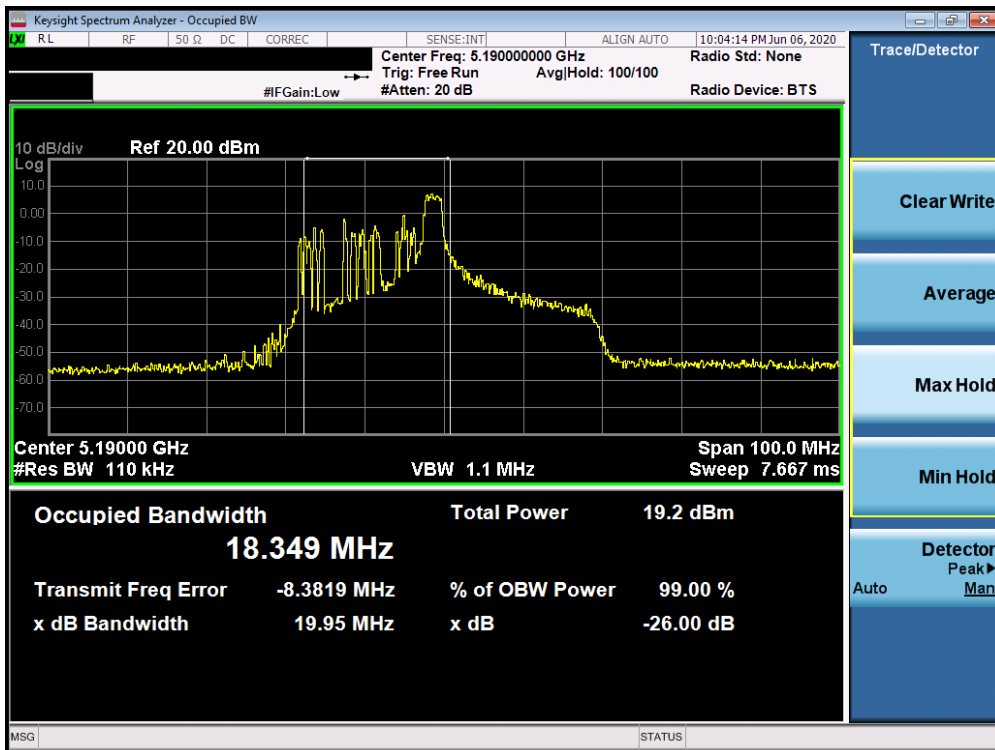 Keysight Spectrum Analyzer - Occupied BW
LXI RL RF 50 Ω DC CORREC SENSE:INT ALIGN AUTO 10:04:14 PM Jun 06, 2020
Center Freq: 5.190000000 GHz Radio Std: None
Trig: Free Run Avg|Hold: 100/100
#IFGain:Low #Atten: 20 dB Radio Device: BTS
10 dB/div Ref 20.00 dBm
Log
10.0
0.00
-10.0
-20.0
-30.0
-40.0
-50.0
-60.0
-70.0
Center 5.19000 GHz Span 100.0 MHz
#Res BW 110 kHz VBW 1.1 MHz Sweep 7.667 ms
Occupied Bandwidth Total Power 19.2 dBm
18.349 MHz
Transmit Freq Error -8.3819 MHz % of OBW Power 99.00 %
x dB Bandwidth 19.95 MHz x dB -26.00 dB
MSG STATUS
Trace/Detector
Clear Write
Average
Max Hold
Min Hold
Detector
Peak▶
Auto Man